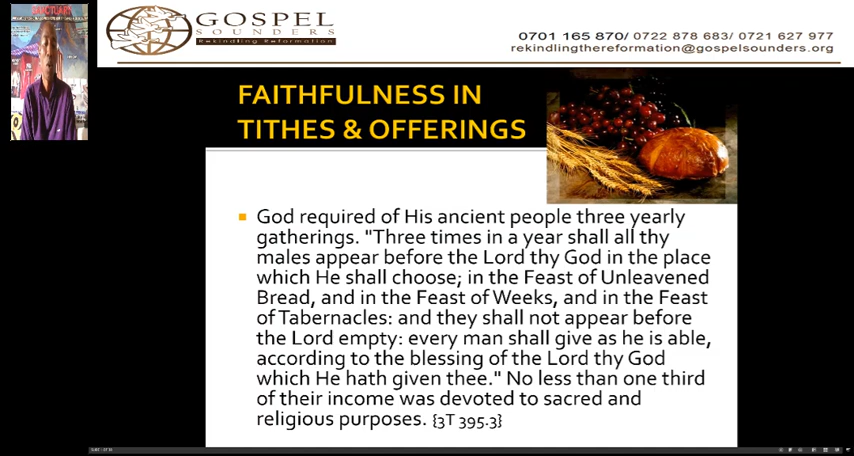 SANCTUARY
GOSPEL
SOUNDERS
Rekindling Reformation
0701 165 870/ 0722 878 683/ 0721 627 977
rekindlingthereformation@gospelsounders.org
FAITHFULNESS IN
TITHES & OFFERINGS
God required of His ancient people three yearly
gatherings. "Three times in a year shall all thy
males appear before the Lord thy God in the place
which He shall choose; in the Feast of Unleavened
Bread, and in the Feast of Weeks, and in the Feast
of Tabernacles: and they shall not appear before
the Lord empty: every man shall give as he is able,
according to the blessing of the Lord thy God
which He hath given thee." No less than one third
of their income was devoted to sacred and
religious purposes. {3T 395.3}